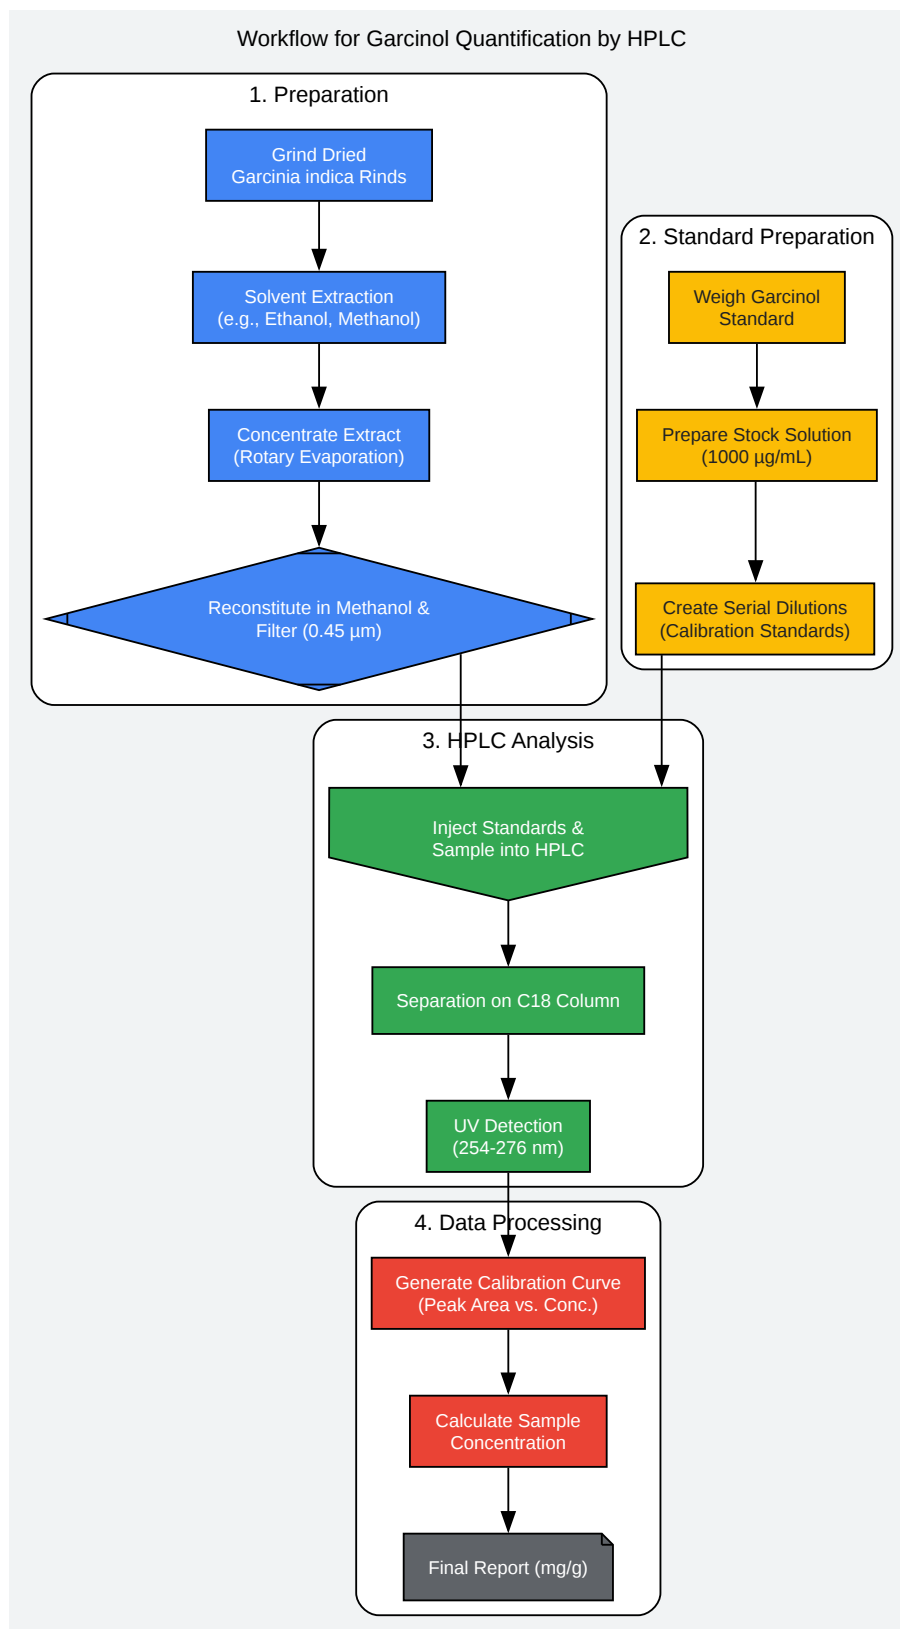 Workflow for Garcinol Quantification by HPLC
1. Preparation
Grind Dried
Garcinia indica Rinds
Solvent Extraction
(e.g., Ethanol, Methanol)
Concentrate Extract
(Rotary Evaporation)
Reconstitute in Methanol &
Filter (0.45 µm)
2. Standard Preparation
Weigh Garcinol
Standard
Prepare Stock Solution
(1000 µg/mL)
Create Serial Dilutions
(Calibration Standards)
3. HPLC Analysis
Inject Standards &
Sample into HPLC
Separation on C18 Column
UV Detection
(254-276 nm)
4. Data Processing
Generate Calibration Curve
(Peak Area vs. Conc.)
Calculate Sample
Concentration
Final Report (mg/g)